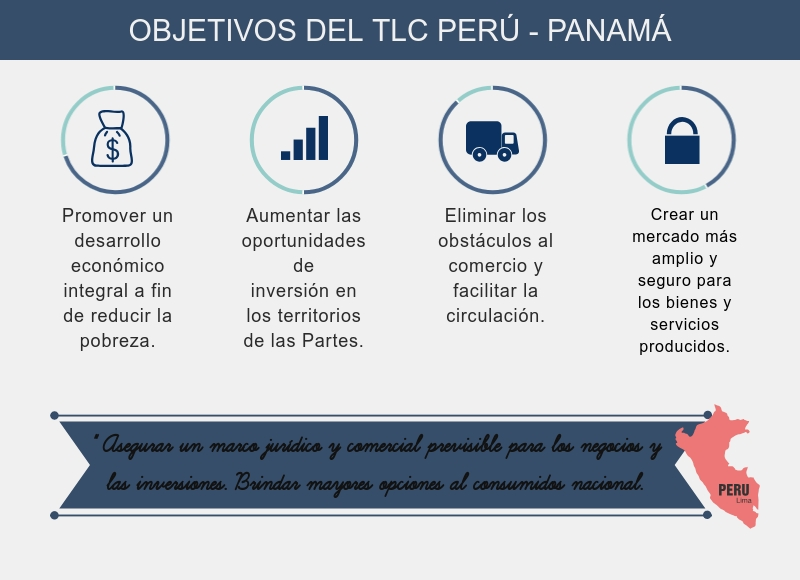 OBJETIVOS DEL TLC PERÚ - PANAMÁ
$
Promover un
desarrollo
económico
integral a fin
de reducir la
pobreza.
Aumentar las
oportunidades
de
inversión en
los territorios
de las Partes.
Eliminar los
obstáculos al
comercio y
facilitar la
circulación.
Crear un
mercado más
amplio y
seguro para
los bienes y
servicios
producidos.
" Asegurar un marco jurídico y comercial previsible para los negocios y
las inversiones. Brindar mayores opciones al consumidos nacional.
PERU
Lima